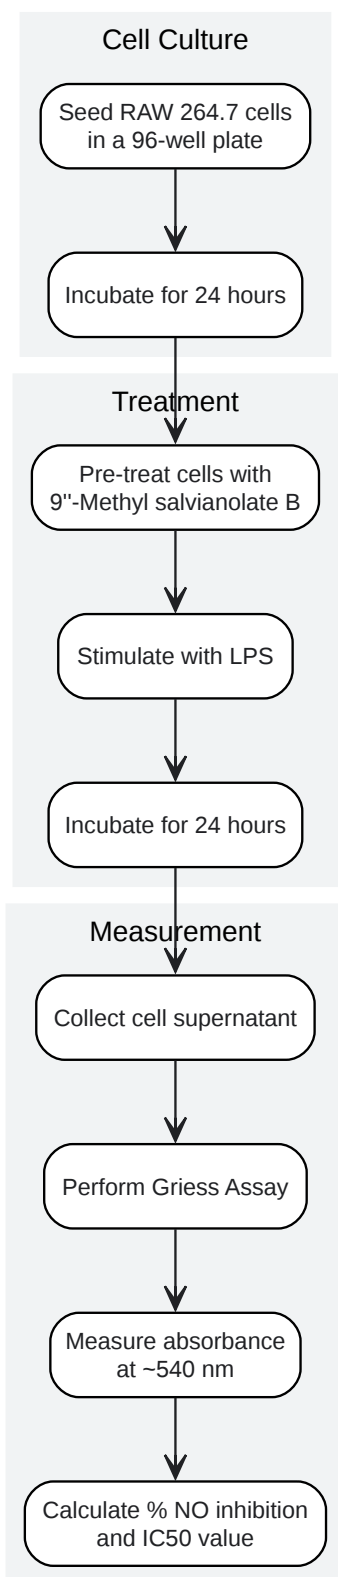 Cell Culture
Seed RAW 264.7 cells
in a 96-well plate
Incubate for 24 hours
Treatment
Pre-treat cells with
9''-Methyl salvianolate B
Stimulate with LPS
Incubate for 24 hours
Measurement
Collect cell supernatant
Perform Griess Assay
Measure absorbance
at ~540 nm
Calculate % NO inhibition
and IC50 value